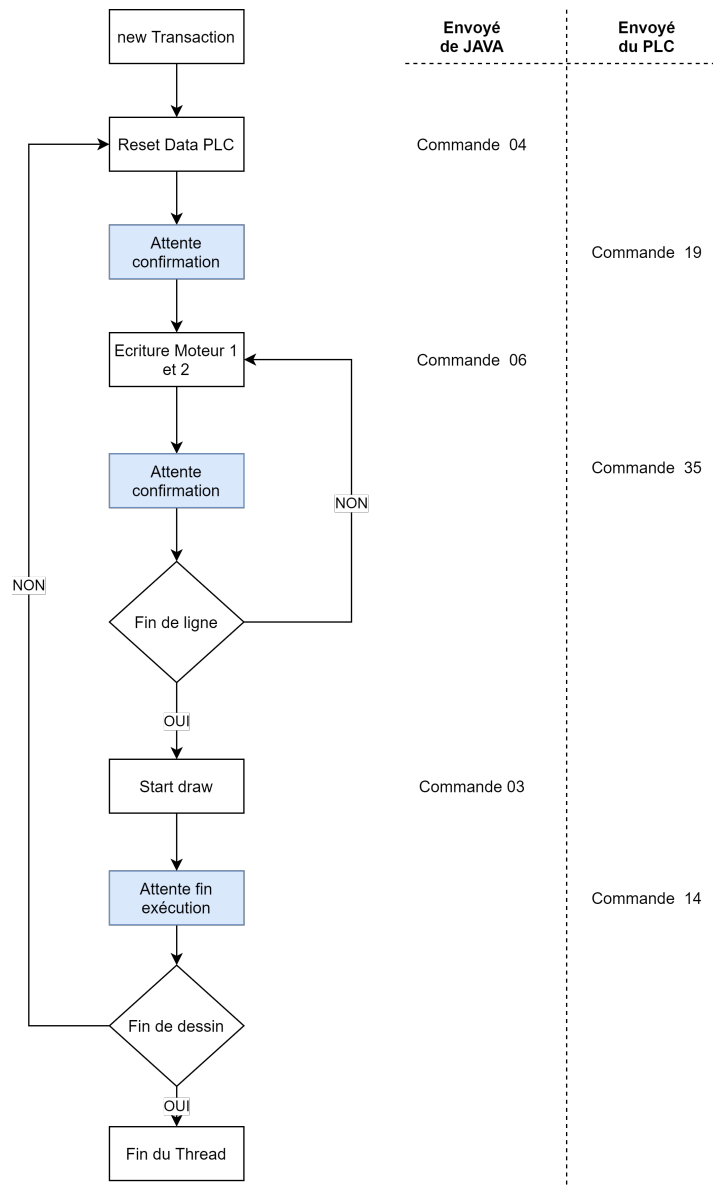 new Transaction
Envoyé
de JAVA
Envoyé
du PLC
Reset Data PLC
Commande  04
Attente
confirmation
Commande  19
Ecriture Moteur 1
et 2
Commande  06
Attente
confirmation
Commande  35
NON
NON
Fin de ligne
OUI
Start draw
Commande 03
Attente fin
exécution
Commande  14
Fin de dessin
OUI
Fin du Thread